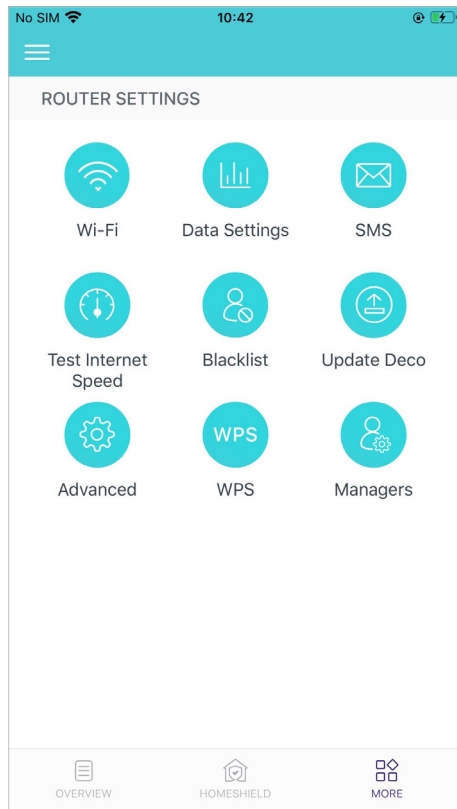 No SIM 10:42
ROUTER SETTINGS
Wi-Fi Data Settings SMS
Test Internet Speed Blacklist Update Deco
WPS
Advanced WPS Managers
OVERVIEW HOMESHIELD MORE